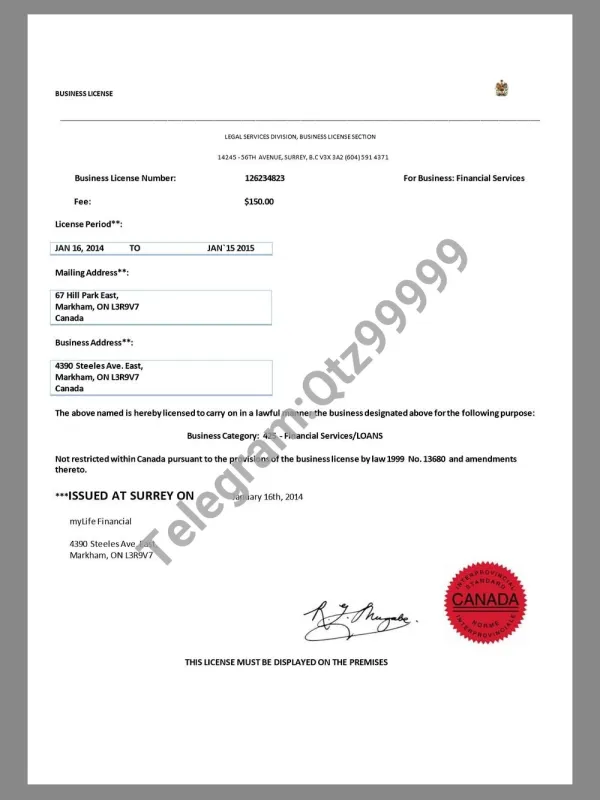 BUSINESS LICENSE
LEGAL SERVICES DIVISION, BUSINESS LICENSE SECTION
14245 - 56TH AVENUE, SURREY, B.C V3X 3A2 (604) 591 4371
Business License Number: 126234823 For Business: Financial Services
Fee: $150.00
License Period**:
JAN 16, 2014 TO JAN`15 2015
Mailing Address**:
67 Hill Park East,
Markham, ON L3R9V7
Canada
Business Address**:
4390 Steeles Ave. East,
Markham, ON L3R9V7
Canada
The above named is hereby licensed to carry on in a lawful manner the business designated above for the following purpose:
Business Category: 425 - Financial Services/LOANS
Not restricted within Canada pursuant to the provisions of the business license by law 1999 No. 13680 and amendments
thereto.
***ISSUED AT SURREY ON January 16th, 2014
myLife Financial
4390 Steeles Ave. East,
Markham, ON L3R9V7
INTERPROVINCIAL
STANDARD
CANADA
NORME
INTERPROVINCIALE
R.G. Mugabe.
THIS LICENSE MUST BE DISPLAYED ON THE PREMISES
Telegram:Qtz99999